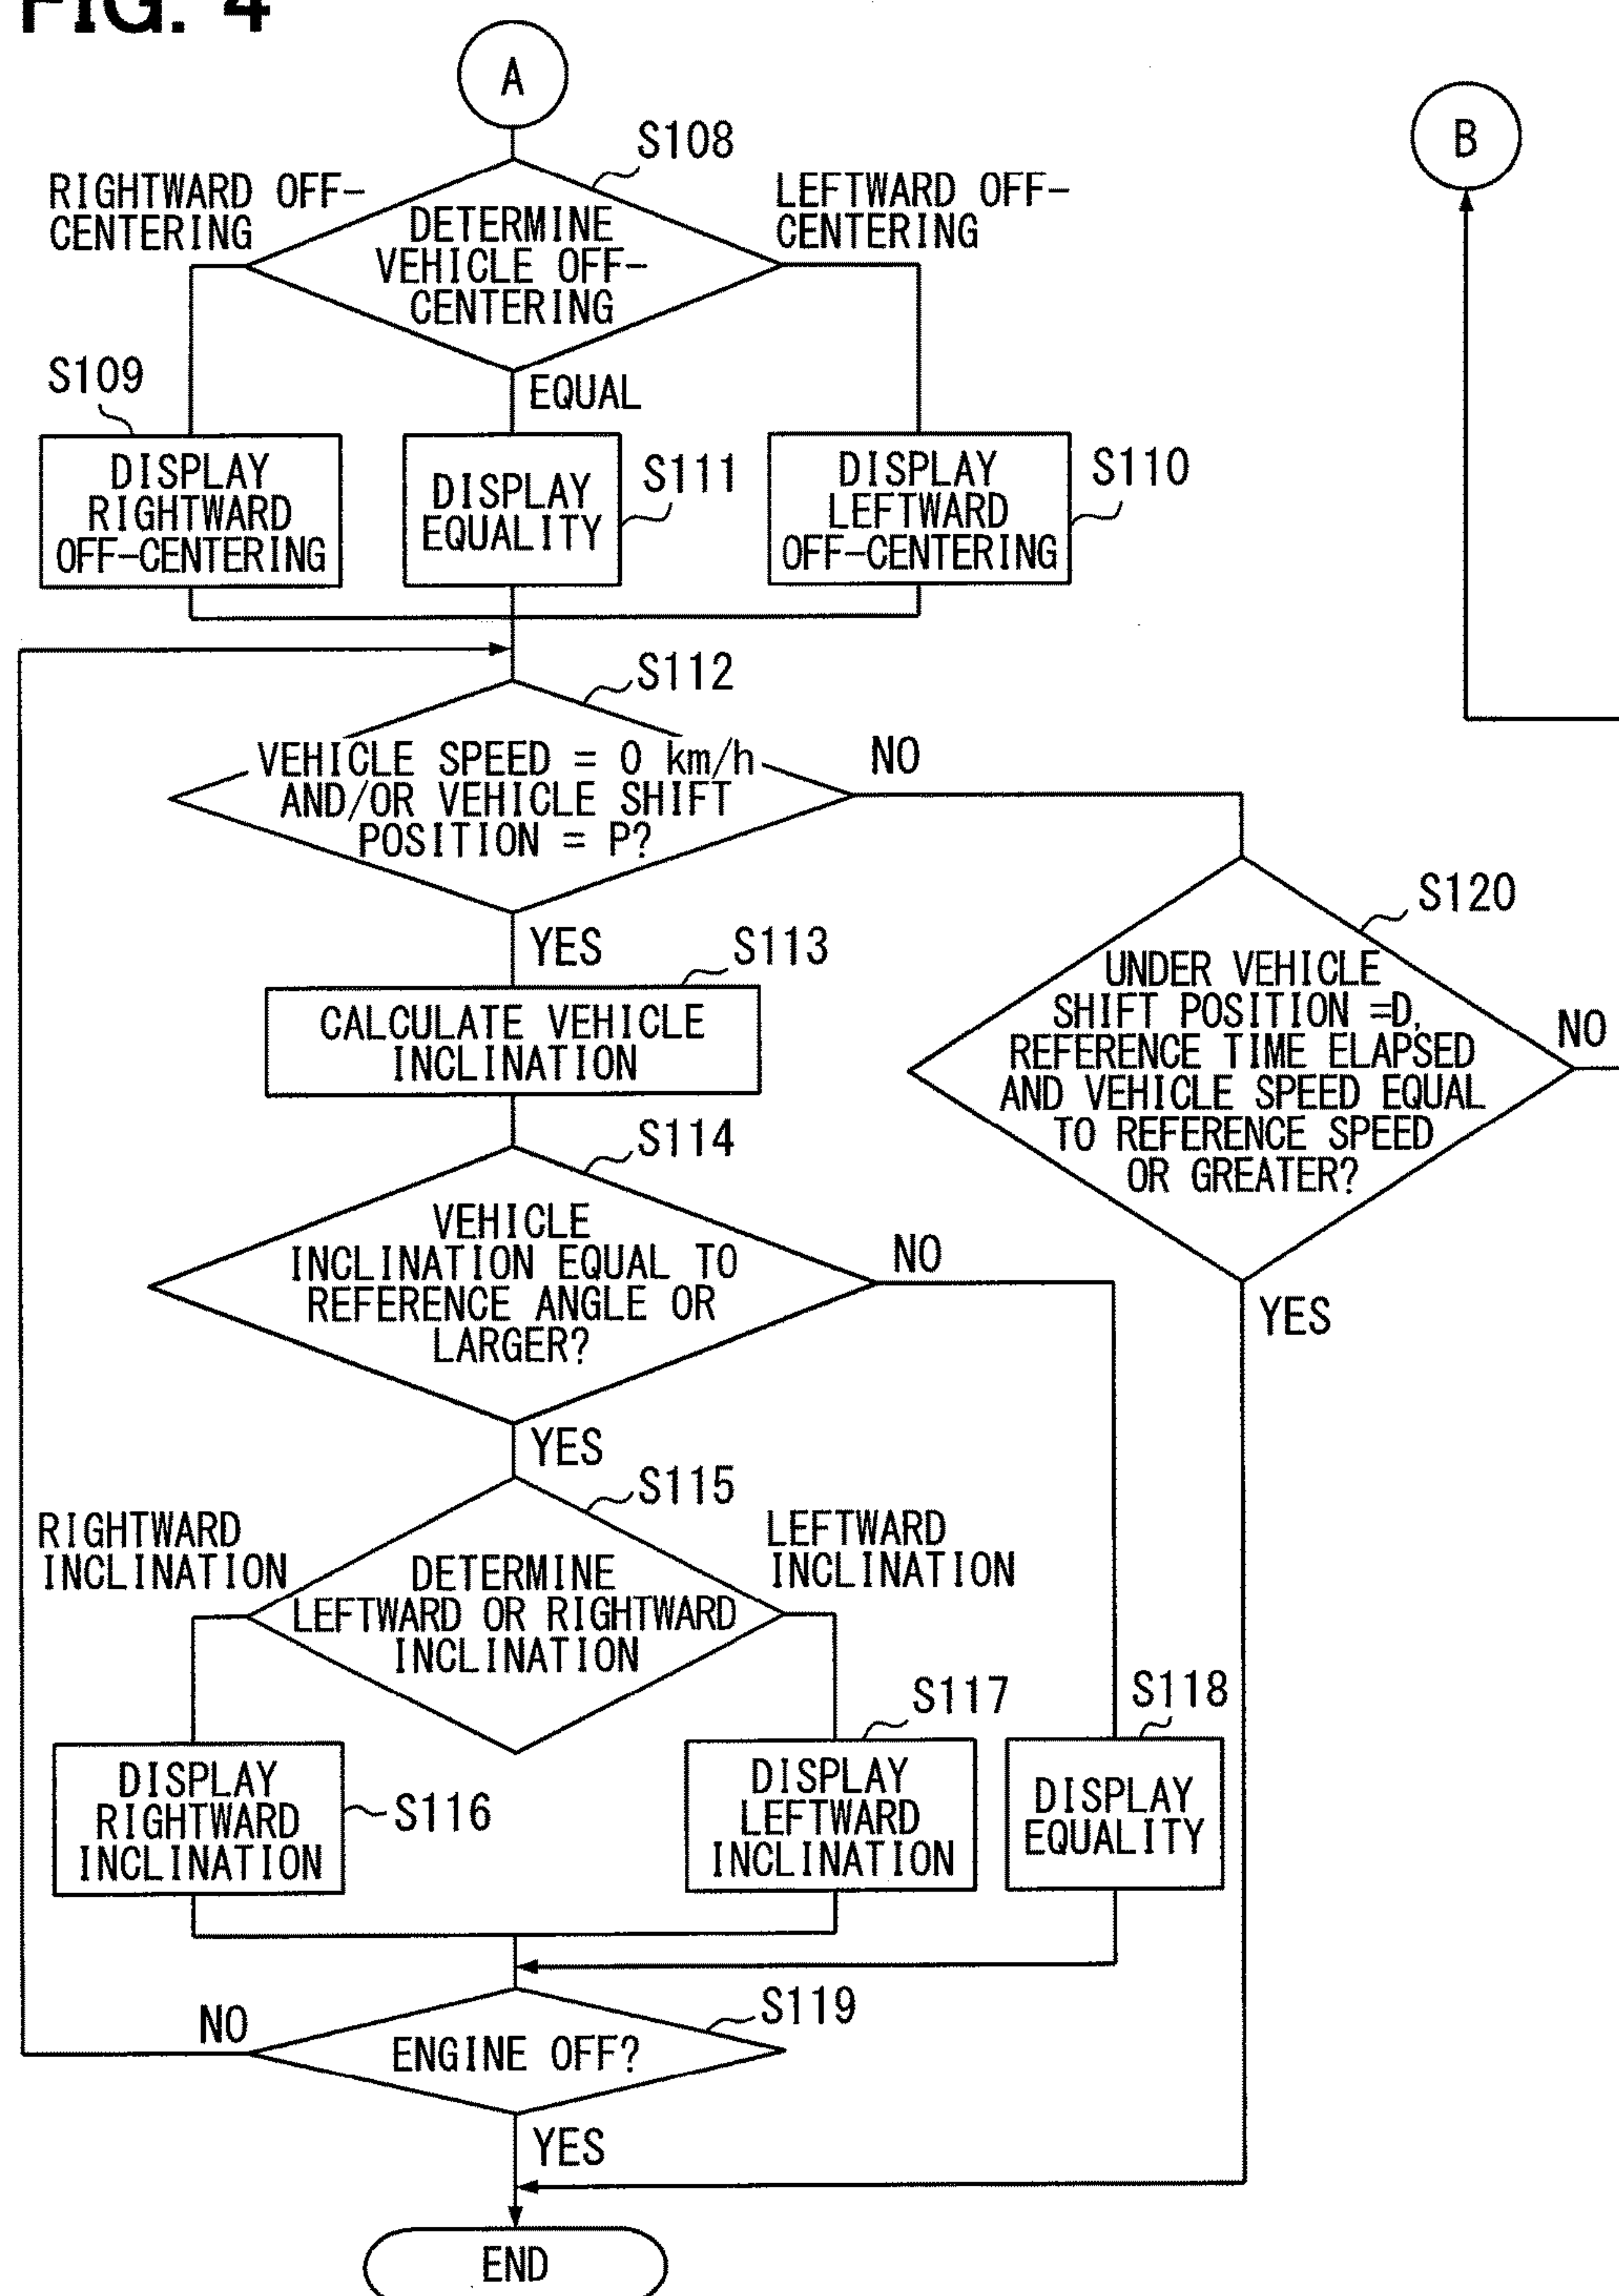 FIG. 4
A
B
S108
RIGHTWARD OFF-
CENTERING
LEFTWARD OFF-
CENTERING
DETERMINE
VEHICLE OFF-
CENTERING
S109
EQUAL
DISPLAY
RIGHTWARD
OFF-CENTERING
DISPLAY
EQUALITY
S111
DISPLAY
LEFTWARD
OFF-CENTERING
S110
S112
VEHICLE SPEED = 0 km/h
AND/OR VEHICLE SHIFT
POSITION = P?
NO
YES
S113
CALCULATE VEHICLE
INCLINATION
S120
UNDER VEHICLE
SHIFT POSITION =D,
REFERENCE TIME ELAPSED
AND VEHICLE SPEED EQUAL
TO REFERENCE SPEED
OR GREATER?
NO
YES
S114
VEHICLE
INCLINATION EQUAL TO
REFERENCE ANGLE OR
LARGER?
NO
YES
S115
RIGHTWARD
INCLINATION
LEFTWARD
INCLINATION
DETERMINE
LEFTWARD OR RIGHTWARD
INCLINATION
S117
S118
DISPLAY
RIGHTWARD
INCLINATION
S116
DISPLAY
LEFTWARD
INCLINATION
DISPLAY
EQUALITY
NO
S119
ENGINE OFF?
YES
END